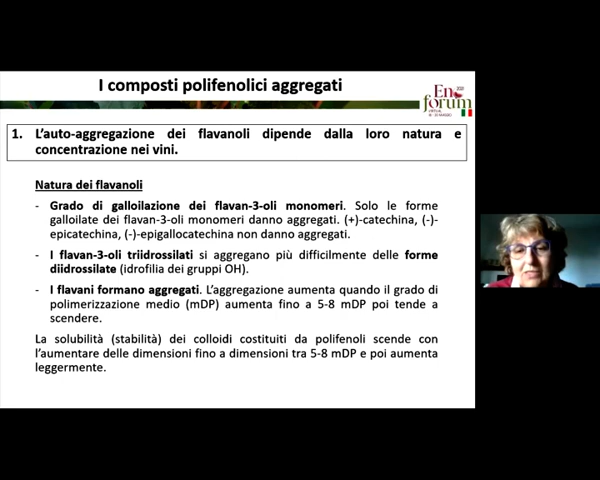 I composti polifenolici aggregati
En
forum
1. L’auto-aggregazione dei flavanoli dipende dalla loro natura e
concentrazione nei vini.
Natura dei flavanoli
- Grado di galloilazione dei flavan-3-oli monomeri. Solo le forme
galloilate dei flavan-3-oli monomeri danno aggregati. (+)-catechina, (-)-
epicatechina, (-)-epigallocatechina non danno aggregati.
- I flavan-3-oli triidrossilati si aggregano più difficilmente delle forme
diidrossilate (idrofilia dei gruppi OH).
- I flavani formano aggregati. L’aggregazione aumenta quando il grado di
polimerizzazione medio (mDP) aumenta fino a 5-8 mDP poi tende a
scendere.
La solubilità (stabilità) dei colloidi costituiti da polifenoli scende con
l’aumentare delle dimensioni fino a dimensioni tra 5-8 mDP e poi aumenta
leggermente.